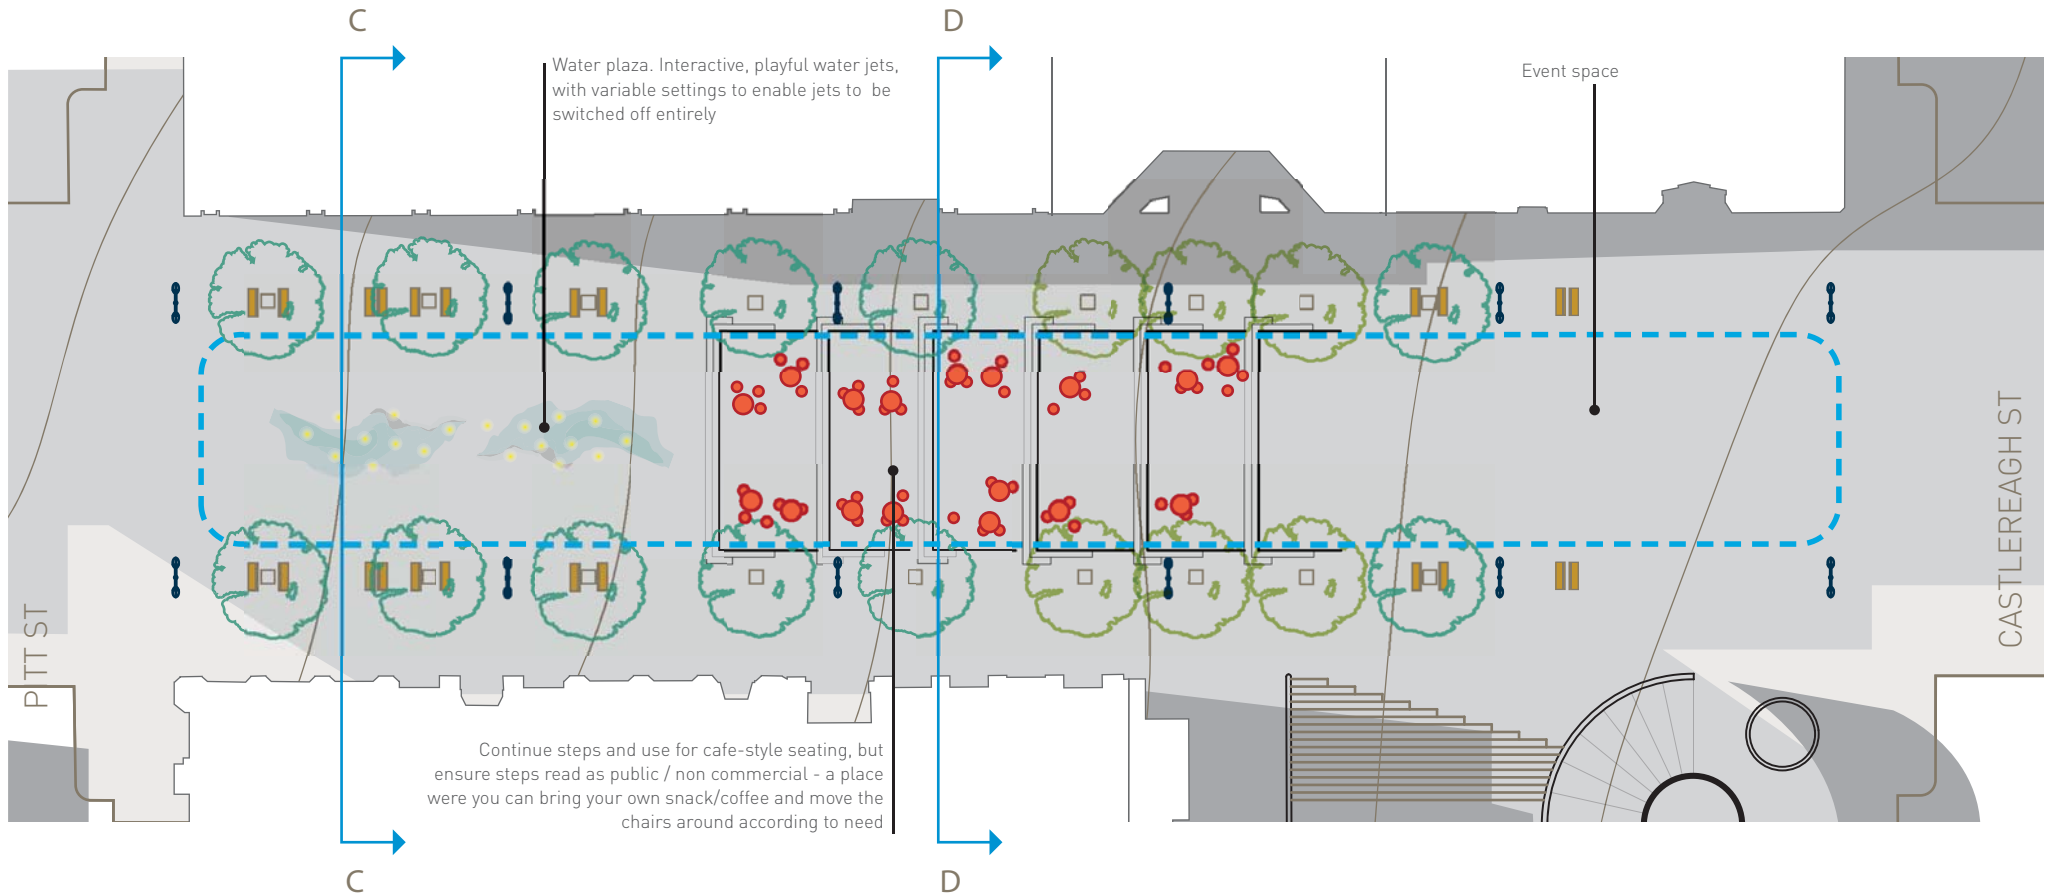 C
D
Water plaza. Interactive, playful water jets,
with variable settings to enable jets to be
switched off entirely
Event space
PITT ST
CASTLEREAGH ST
Continue steps and use for cafe-style seating, but
ensure steps read as public / non commercial - a place
were you can bring your own snack/coffee and move the
chairs around according to need
C
D